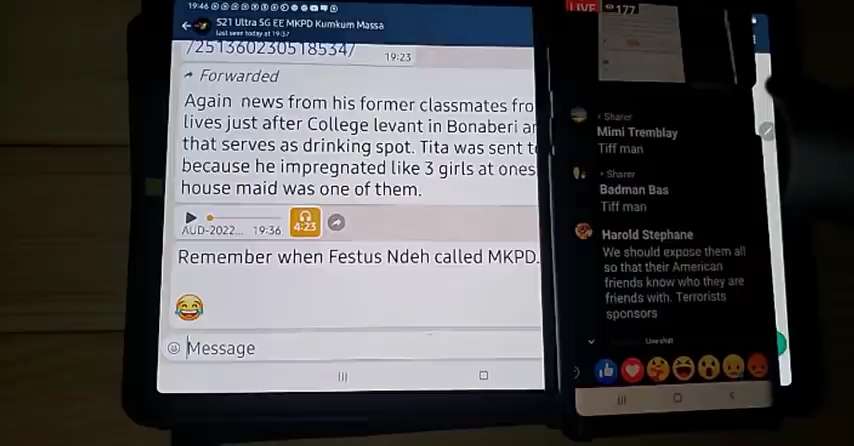 19:46
S21 Ultra 5G EE MKPD Kumkum Massa
last seen today at 19:37
/251360230518534/
19:23
Forwarded
Again news from his former classmates fro
lives just after College levant in Bonaberi ar
that serves as drinking spot. Tita was sent t
because he impregnated like 3 girls at ones
house maid was one of them.
4:23
AUD-2022... 19:36
Remember when Festus Ndeh called MKPD.
Message
LIVE 177
Sharer
Mimi Tremblay
Tiff man
Sharer
Badman Bas
Tiff man
Harold Stephane
We should expose them all
so that their American
friends know who they are
friends with. Terrorists
sponsors
Live chat